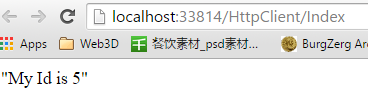 localhost:33814/HttpClient/Index
Apps Web3D 餐饮素材_psd素材... BurgZerg Arc
"My Id is 5"